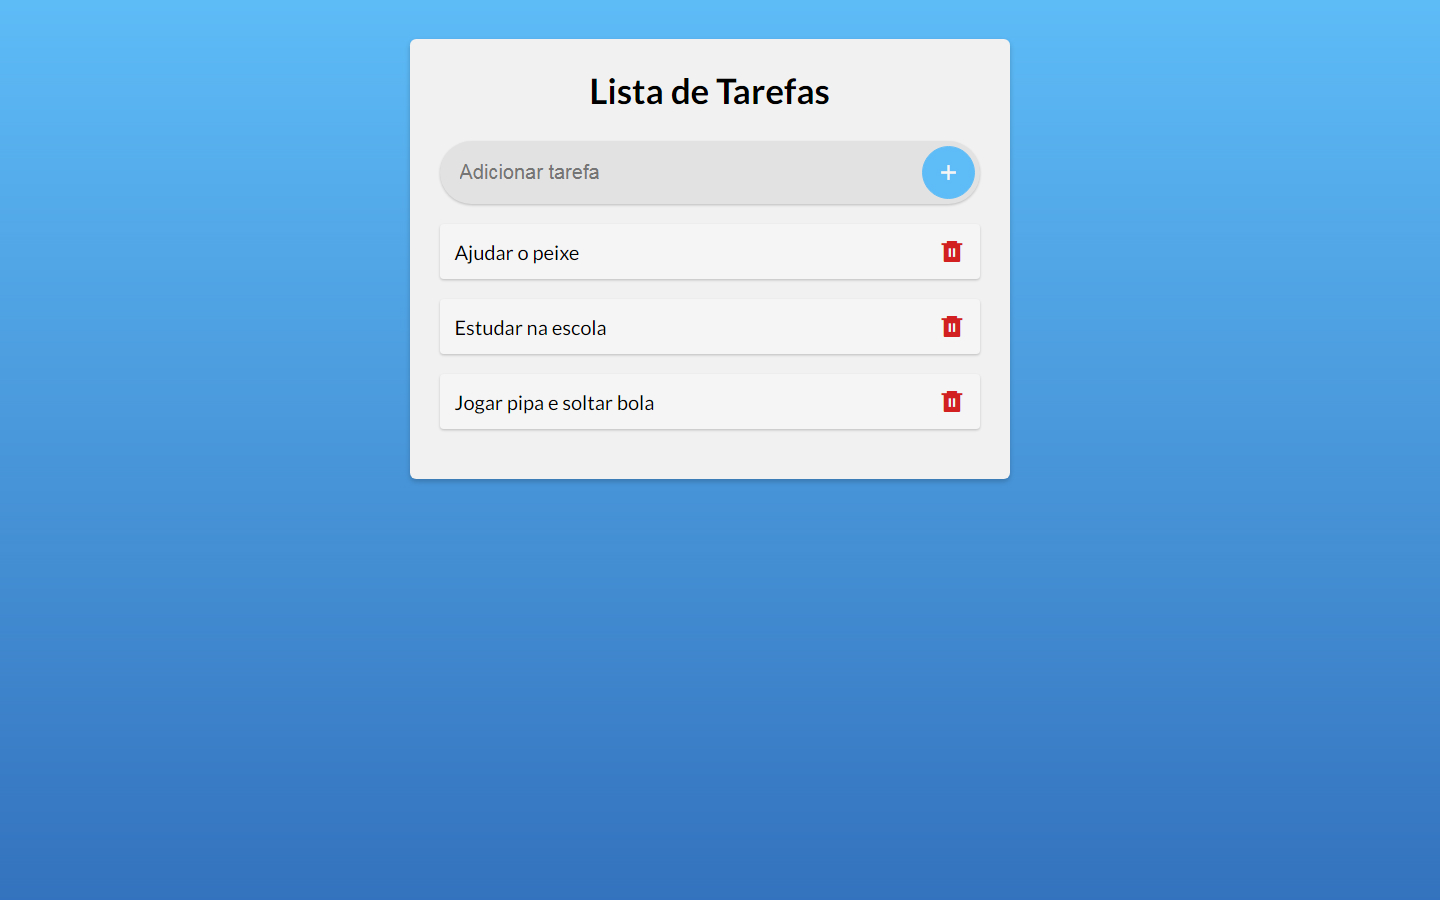 Lista de Tarefas
Adicionar tarefa
Ajudar o peixe
Estudar na escola
Jogar pipa e soltar bola